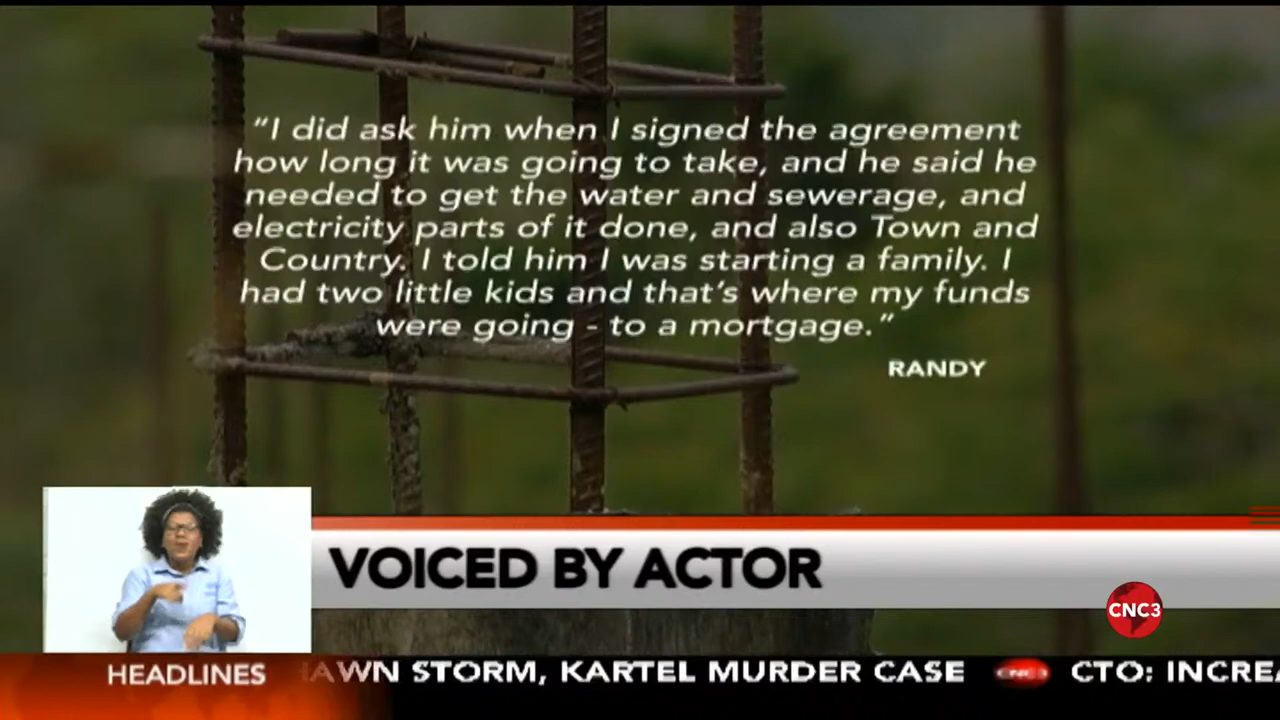 “I did ask him when I signed the agreement
how long it was going to take, and he said he
needed to get the water and sewerage, and
electricity parts of it done, and also Town and
Country. I told him I was starting a family. I
had two little kids and that’s where my funds
were going - to a mortgage.”
RANDY
VOICED BY ACTOR
CNC3
HEADLINES
AWN STORM, KARTEL MURDER CASE CNC3 CTO: INCREA